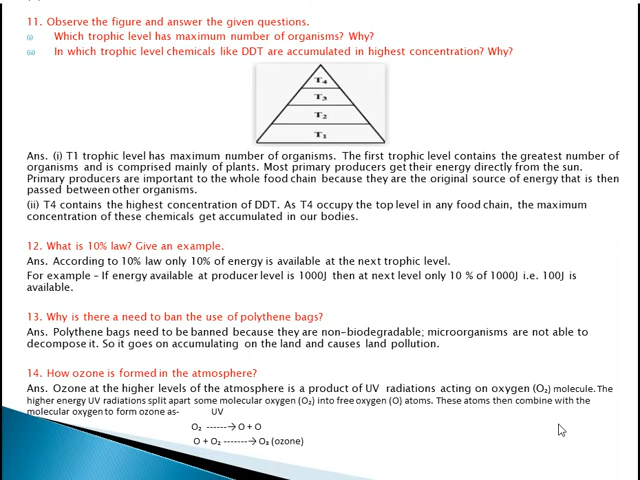 11. Observe the figure and answer the given questions.
(i) Which trophic level has maximum number of organisms? Why?
(ii) In which trophic level chemicals like DDT are accumulated in highest concentration? Why?
T₄
T₃
T₂
T₁
Ans. (i) T1 trophic level has maximum number of organisms. The first trophic level contains the greatest number of
organisms and is comprised mainly of plants. Most primary producers get their energy directly from the sun.
Primary producers are important to the whole food chain because they are the original source of energy that is then
passed between other organisms.
(ii) T4 contains the highest concentration of DDT. As T4 occupy the top level in any food chain, the maximum
concentration of these chemicals get accumulated in our bodies.
12. What is 10% law? Give an example.
Ans. According to 10% law only 10% of energy is available at the next trophic level.
For example – If energy available at producer level is 1000J then at next level only 10 % of 1000J i.e. 100J is
available.
13. Why is there a need to ban the use of polythene bags?
Ans. Polythene bags need to be banned because they are non-biodegradable; microorganisms are not able to
decompose it. So it goes on accumulating on the land and causes land pollution.
14. How ozone is formed in the atmosphere?
Ans. Ozone at the higher levels of the atmosphere is a product of UV radiations acting on oxygen (O₂) molecule. The
higher energy UV radiations split apart some molecular oxygen (O₂) into free oxygen (O) atoms. These atoms then combine with the
molecular oxygen to form ozone as- UV
O₂ ------→ O + O
O + O₂ -------→ O₃ (ozone)